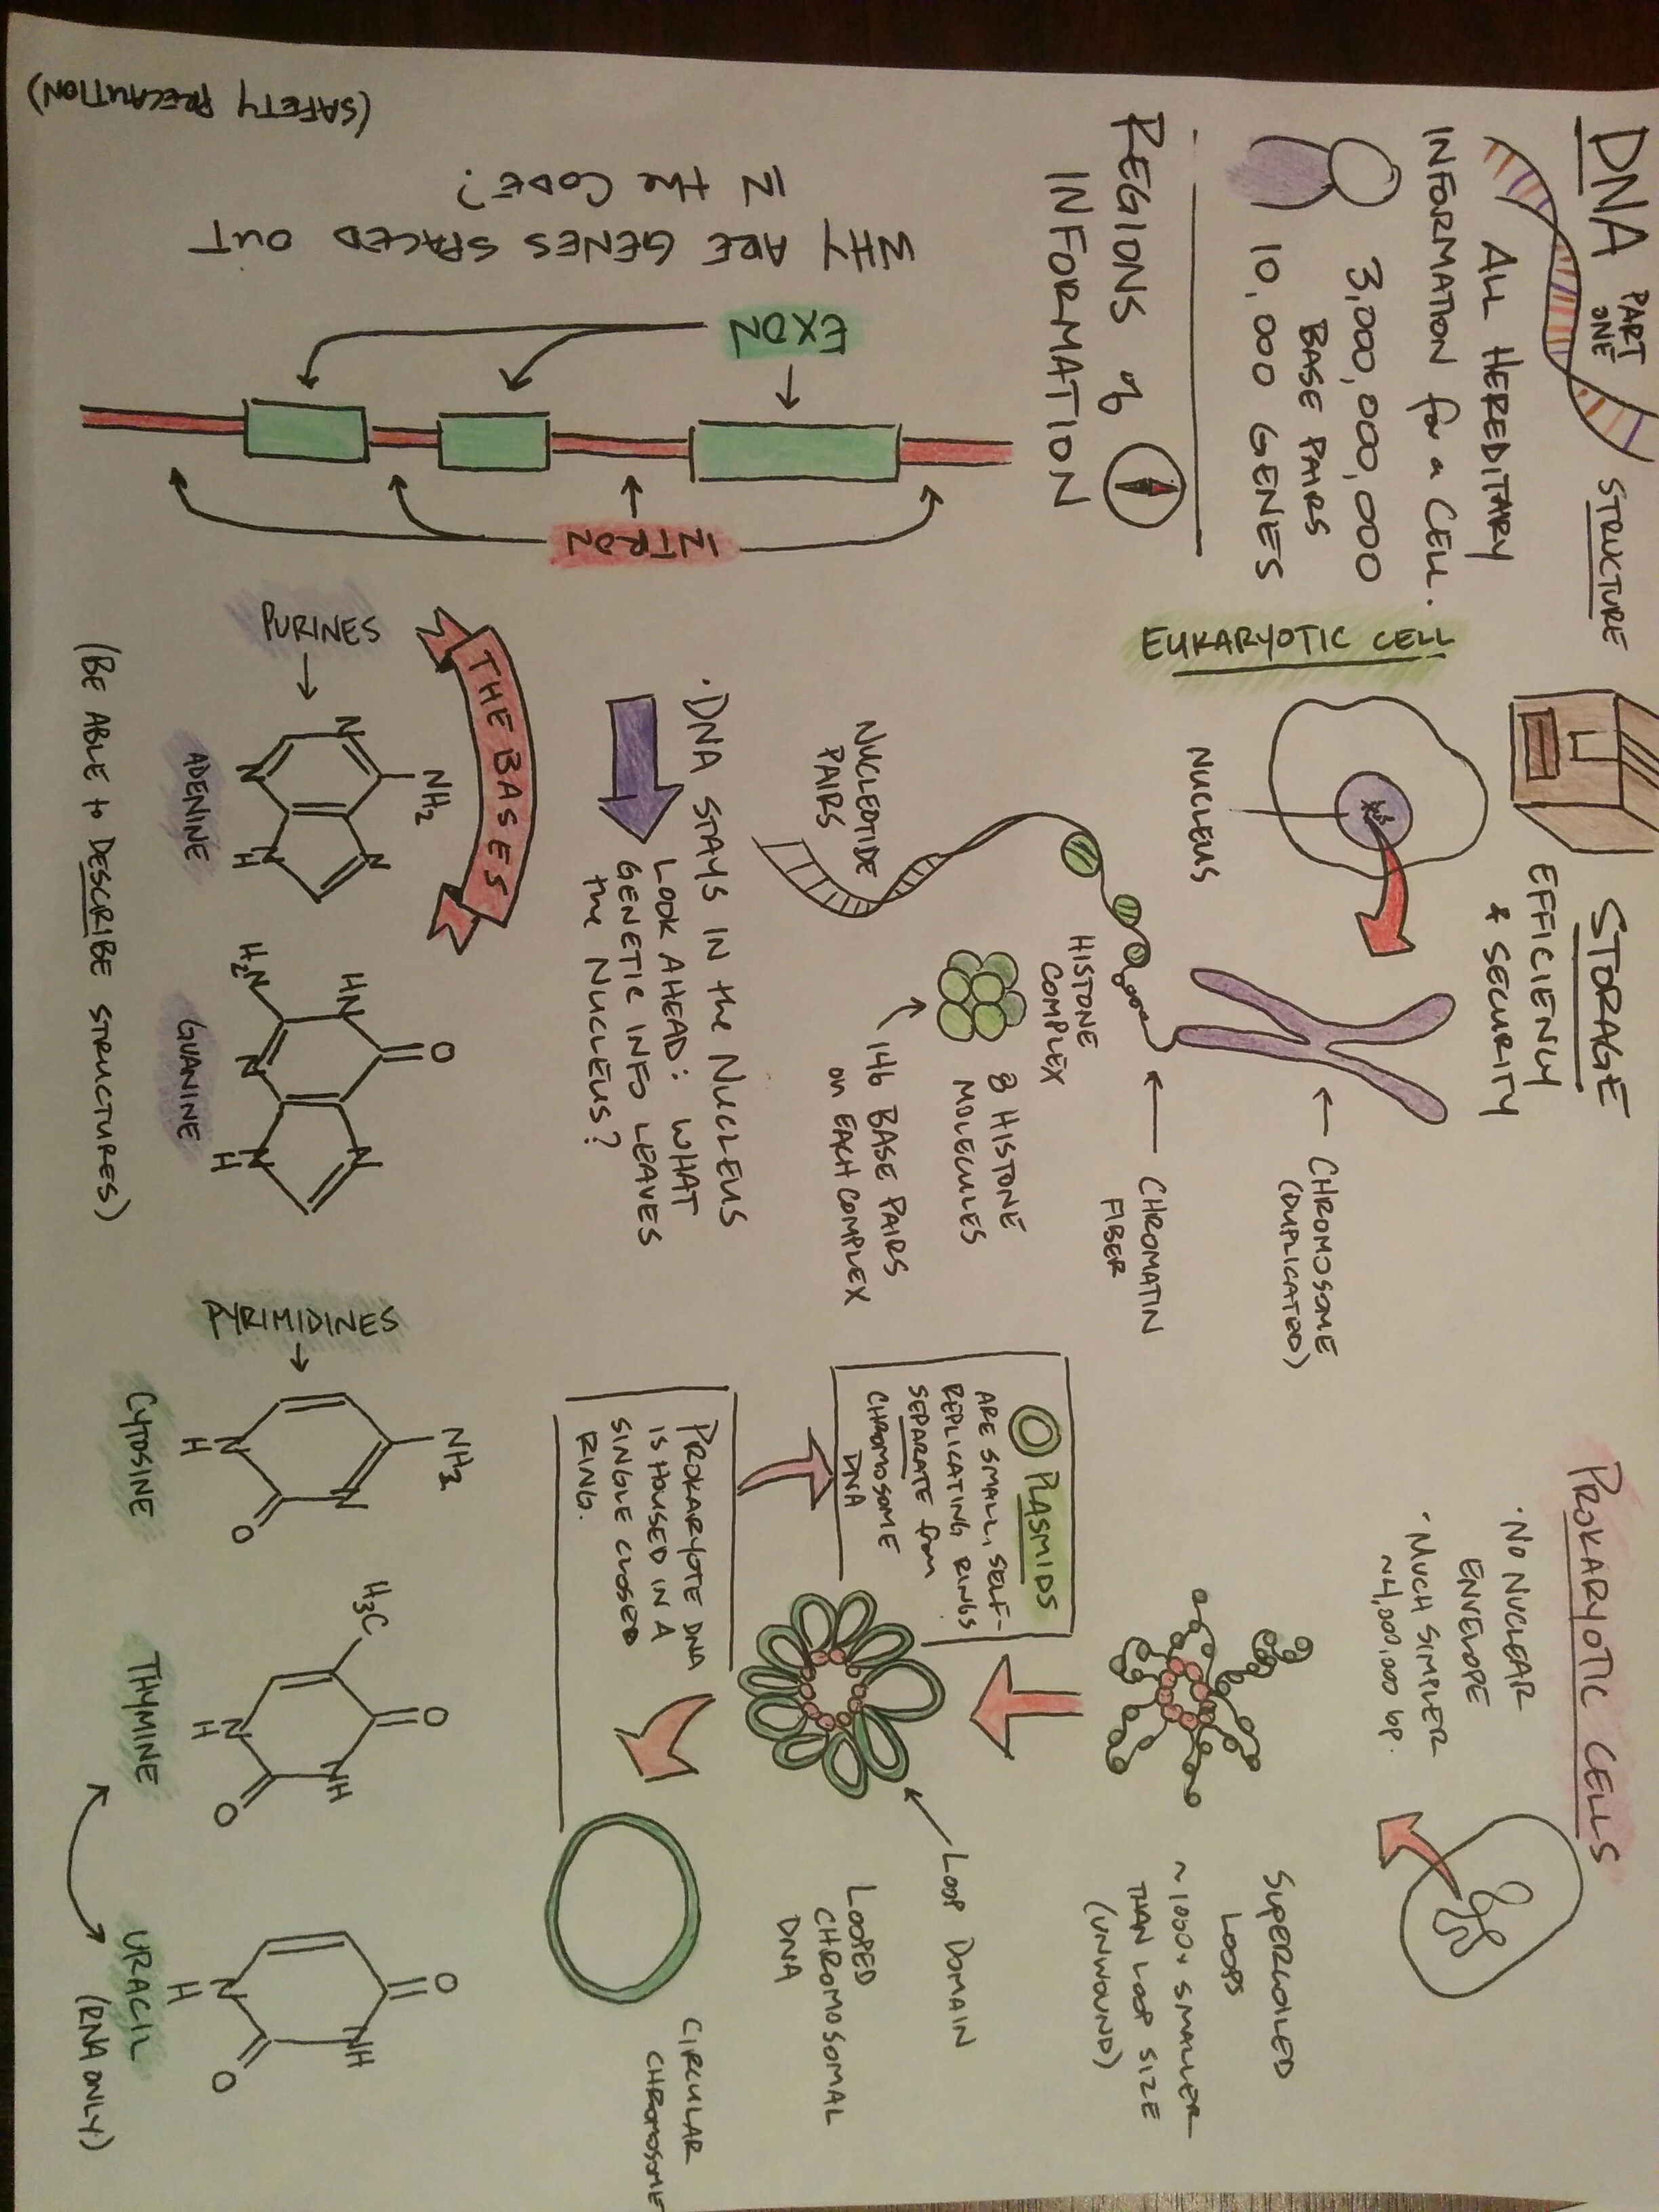 DNA PART ONE STRUCTURE
ALL HEREDITARY
INFORMATION for a CELL.
3,000,000,000
BASE PAIRS
10,000 GENES
REGIONS of
INFORMATION
WHY ARE GENES SPACED OUT
IN the CODE?
(SAFETY PRECAUTION)
EXON
INTRON
STORAGE
EFFICIENCY
& SECURITY
EUKARYOTIC CELL
NUCLEUS
CHROMOSOME
(DUPLICATED)
CHROMATIN
FIBER
HISTONE
COMPLEX
8 HISTONE
MOLECULES
146 BASE PAIRS
on EACH COMPLEX
NUCLEOTIDE
PAIRS
• DNA STAYS IN the NUCLEUS
LOOK AHEAD: WHAT
GENETIC INFO LEAVES
the NUCLEUS?
PROKARYOTIC CELLS
• NO NUCLEAR
ENVELOPE
• MUCH SIMPLER
~4,000,000 bp.
SUPERCOILED
LOOPS
~1000x SMALLER
THAN LOOP SIZE
(UNWOUND)
PLASMIDS
ARE SMALL, SELF-
REPLICATING RINGS
SEPARATE from
CHROMOSOME
DNA
LOOP DOMAIN
LOOPED
CHROMOSOMAL
DNA
PROKARYOTE DNA
IS HOUSED IN A
SINGLE CLOSED
RING.
CIRCULAR
CHROMOSOME
THE BASES
PURINES
NH2
N
N
N
N
H
ADENINE
O
HN
N
H2N
N
N
H
GUANINE
PYRIMIDINES
NH2
N
N
O
H
CYTOSINE
O
H3C
NH
N
O
H
THYMINE
O
NH
N
O
H
URACIL
(RNA ONLY)
(BE ABLE to DESCRIBE STRUCTURES)